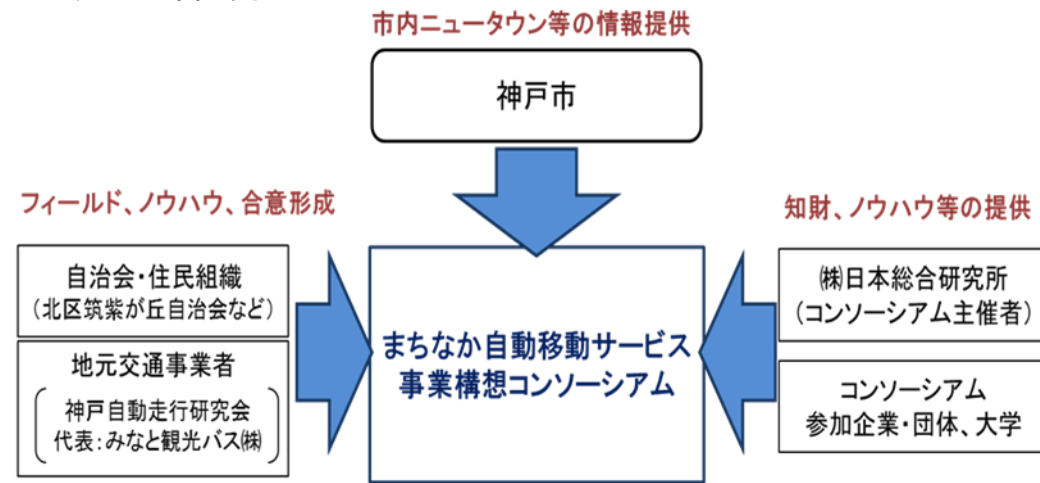 市内ニュータウン等の情報提供
神戸市
フィールド、ノウハウ、合意形成
自治会・住民組織
（北区筑紫が丘自治会など）
地元交通事業者
神戸自動走行研究会
代表：みなと観光バス㈱
まちなか自動移動サービス
事業構想コンソーシアム
知財、ノウハウ等の提供
㈱日本総合研究所
（コンソーシアム主催者）
コンソーシアム
参加企業・団体、大学